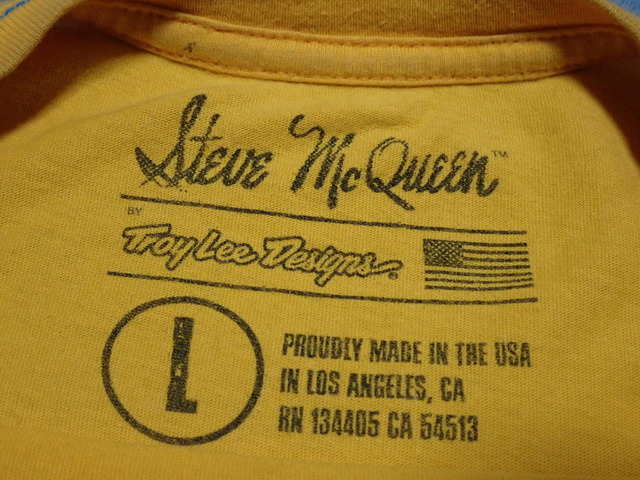 Steve McQueen™
BY
Troy Lee Designs®
L
PROUDLY MADE IN THE USA
IN LOS ANGELES, CA
RN 134405 CA 54513